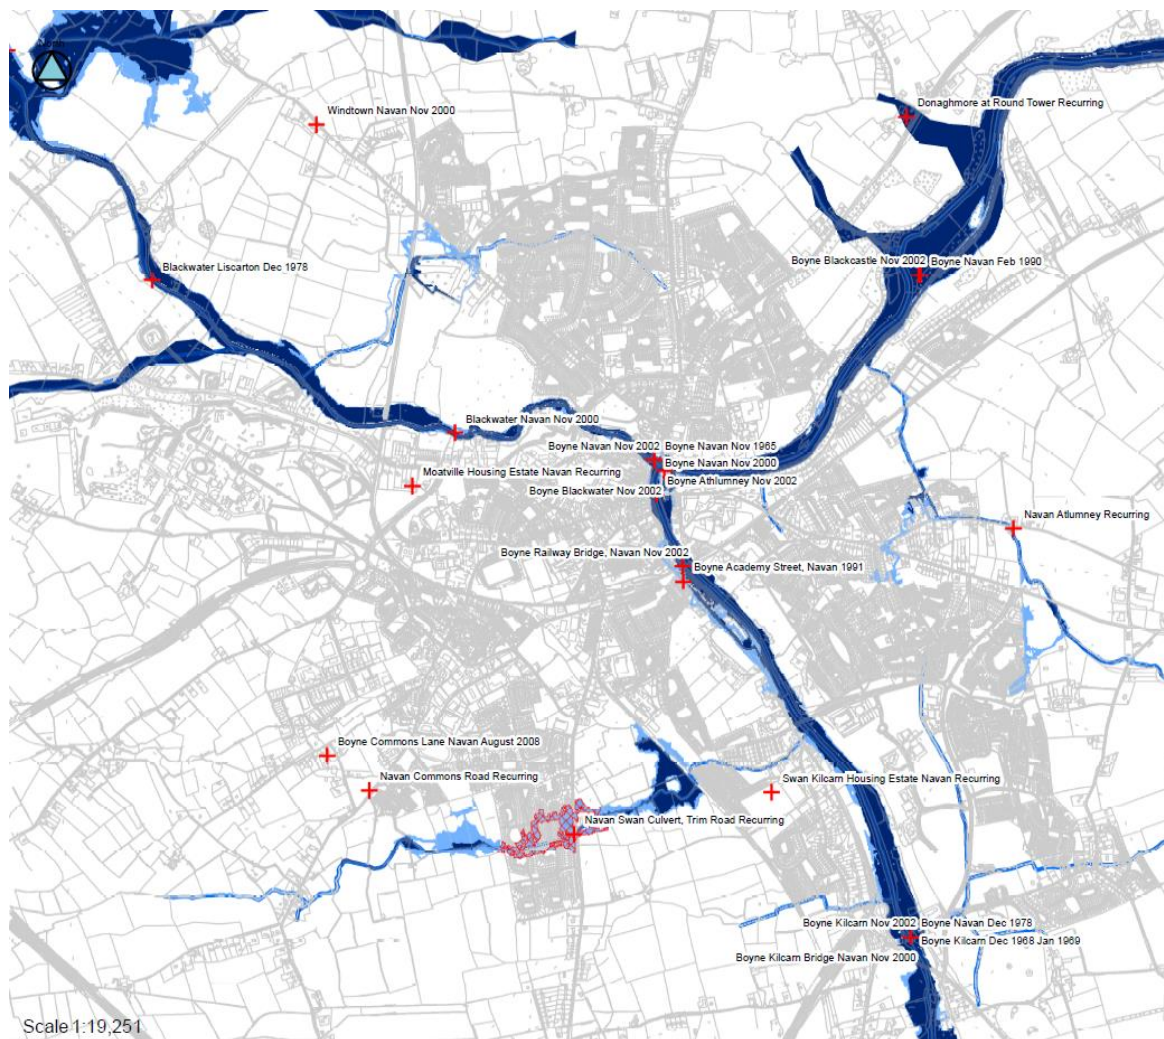 North
Donaghmore at Round Tower Recurring
Windtown Navan Nov 2000
Boyne Blackcastle Nov 2002
Boyne Navan Feb 1990
Blackwater Liscarton Dec 1978
Blackwater Navan Nov 2000
Boyne Navan Nov 2002
Boyne Navan Nov 1965
Boyne Navan Nov 2000
Moatville Housing Estate Navan Recurring
Boyne Athlumney Nov 2002
Boyne Blackwater Nov 2002
Navan Atlumney Recurring
Boyne Railway Bridge, Navan Nov 2002
Boyne Academy Street, Navan 1991
Boyne Commons Lane Navan August 2008
Navan Commons Road Recurring
Swan Kilcarn Housing Estate Navan Recurring
Navan Swan Culvert, Trim Road Recurring
Boyne Kilcarn Nov 2002
Boyne Navan Dec 1978
Boyne Kilcarn Dec 1968 Jan 1969
Boyne Kilcarn Bridge Navan Nov 2000
Scale 1:19,251